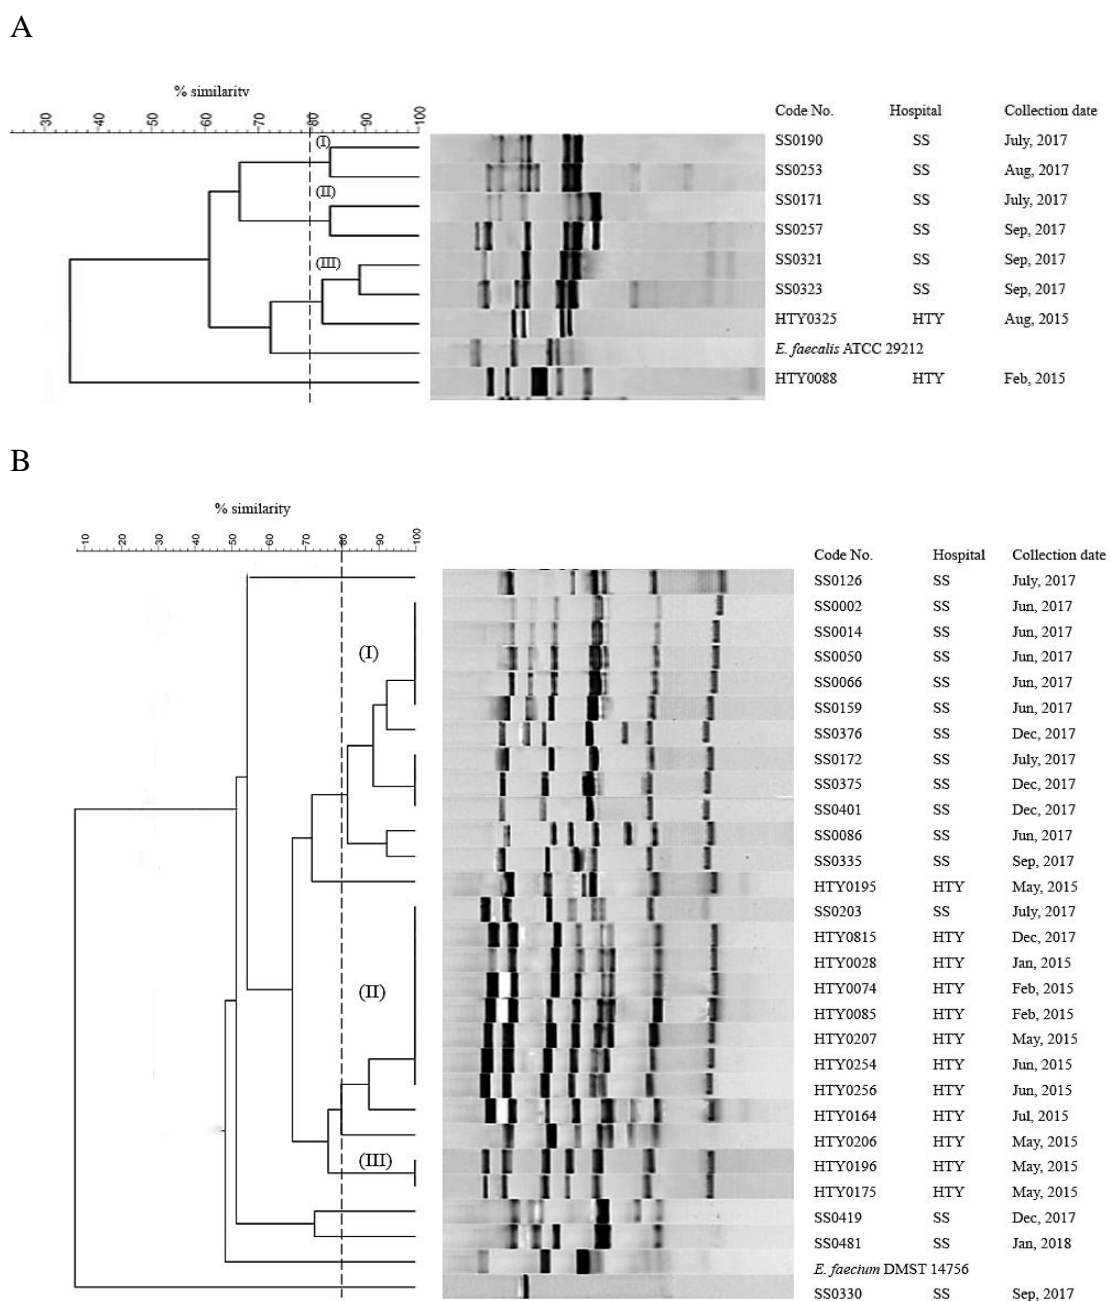 A
% similarity
30 40 50 60 70 80 90 100
Code No. Hospital Collection date
(I) SS0190 SS July, 2017
SS0253 SS Aug, 2017
(II) SS0171 SS July, 2017
SS0257 SS Sep, 2017
(III) SS0321 SS Sep, 2017
SS0323 SS Sep, 2017
HTY0325 HTY Aug, 2015
E. faecalis ATCC 29212
HTY0088 HTY Feb, 2015
B
% similarity
10 20 30 40 50 60 70 80 90 100
Code No. Hospital Collection date
SS0126 SS July, 2017
SS0002 SS Jun, 2017
SS0014 SS Jun, 2017
(I) SS0050 SS Jun, 2017
SS0066 SS Jun, 2017
SS0159 SS Jun, 2017
SS0376 SS Dec, 2017
SS0172 SS July, 2017
SS0375 SS Dec, 2017
SS0401 SS Dec, 2017
SS0086 SS Jun, 2017
SS0335 SS Sep, 2017
HTY0195 HTY May, 2015
SS0203 SS July, 2017
HTY0815 HTY Dec, 2017
HTY0028 HTY Jan, 2015
(II) HTY0074 HTY Feb, 2015
HTY0085 HTY Feb, 2015
HTY0207 HTY May, 2015
HTY0254 HTY Jun, 2015
HTY0256 HTY Jun, 2015
HTY0164 HTY Jul, 2015
HTY0206 HTY May, 2015
(III) HTY0196 HTY May, 2015
HTY0175 HTY May, 2015
SS0419 SS Dec, 2017
SS0481 SS Jan, 2018
E. faecium DMST 14756
SS0330 SS Sep, 2017